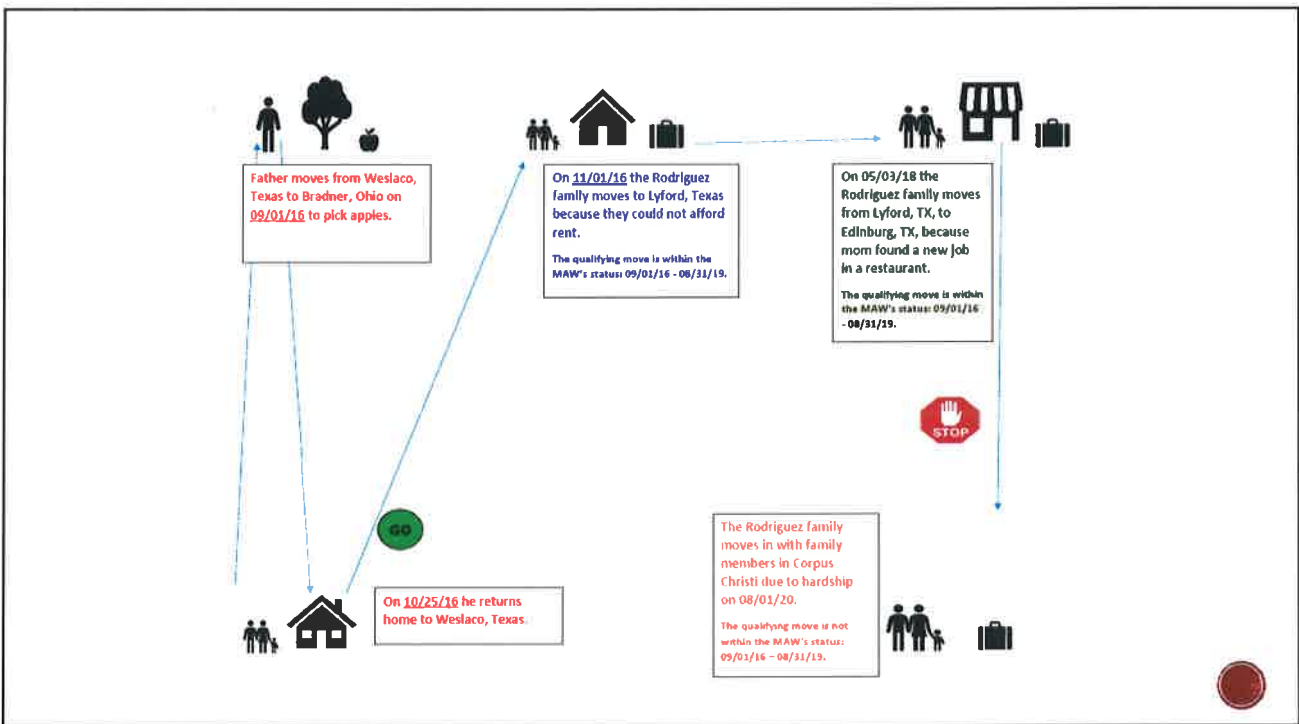 Father moves from Weslaco,
Texas to Bradner, Ohio on
09/01/16 to pick apples.
On 11/01/16 the Rodriguez
family moves to Lyford, Texas
because they could not afford
rent.
The qualifying move is within the
MAW's status: 09/01/16 - 08/31/19.
On 05/03/18 the
Rodriguez family moves
from Lyford, TX, to
Edinburg, TX, because
mom found a new job
in a restaurant.
The qualifying move is within
the MAW's status: 09/01/16
- 08/31/19.
STOP
GO
On 10/25/16 he returns
home to Weslaco, Texas.
The Rodriguez family
moves in with family
members in Corpus
Christi due to hardship
on 08/01/20.
The qualifying move is not
within the MAW's status:
09/01/16 – 08/31/19.